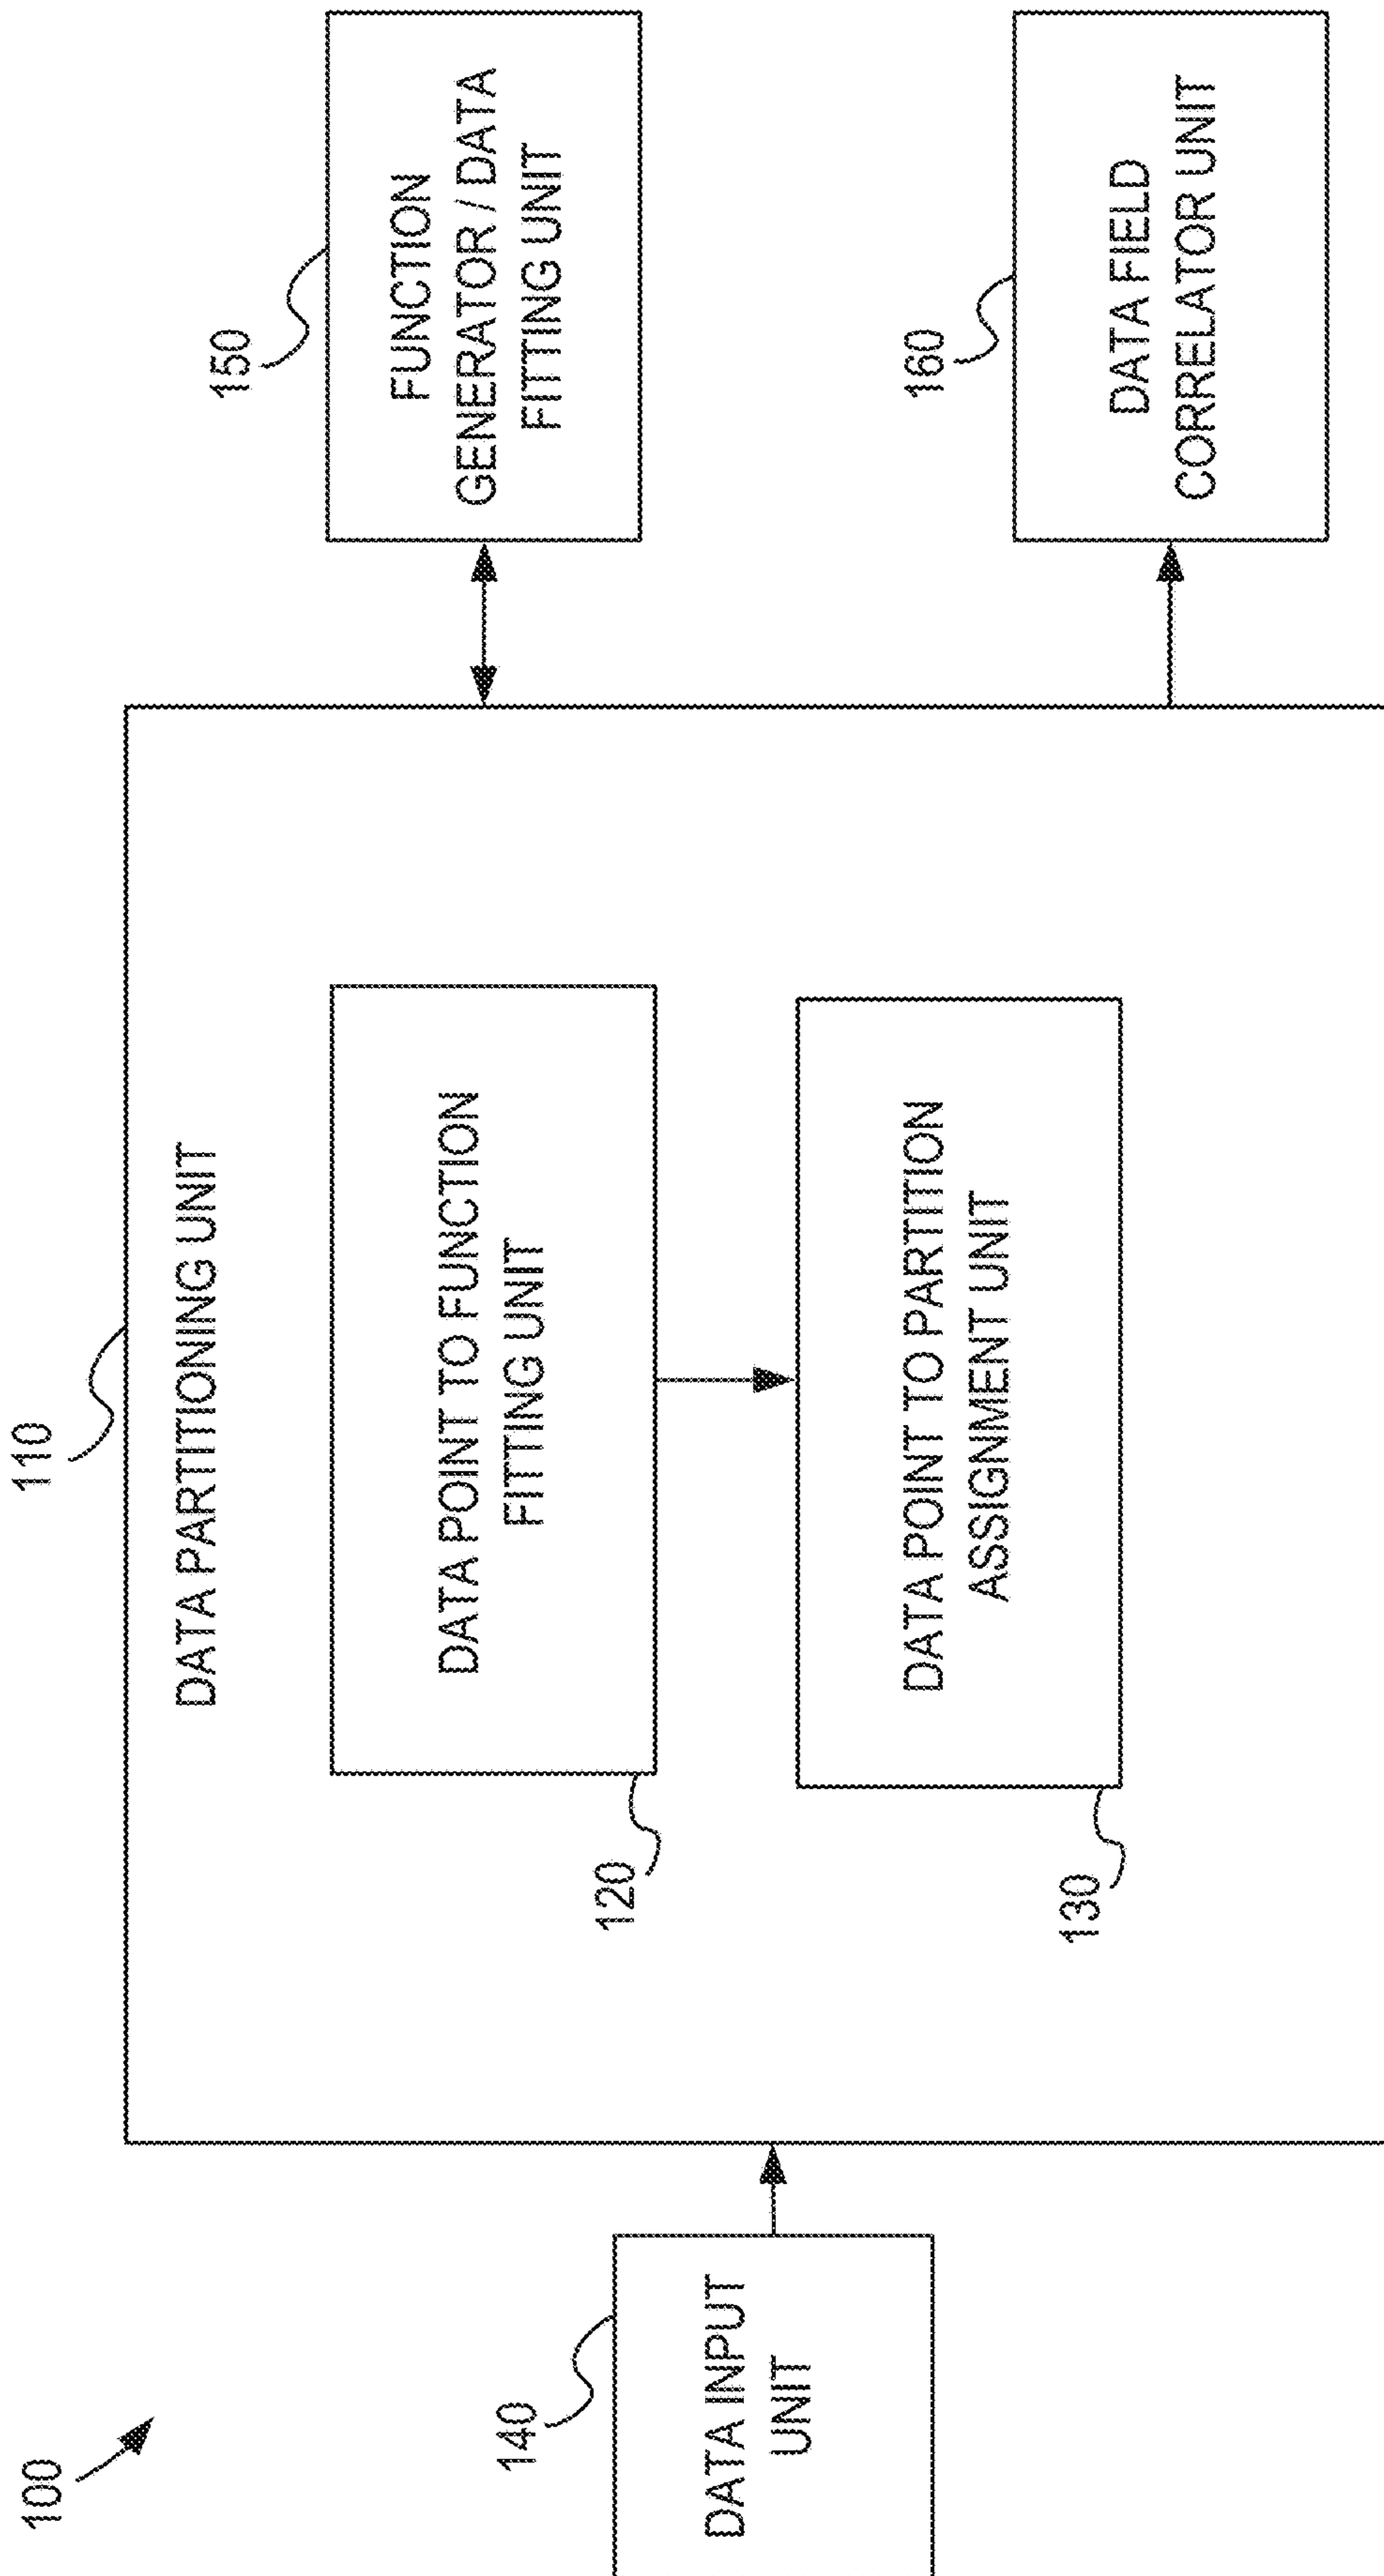 100
110
DATA PARTITIONING UNIT
140
DATA INPUT
UNIT
120
DATA POINT TO FUNCTION
FITTING UNIT
130
DATA POINT TO PARTITION
ASSIGNMENT UNIT
150
FUNCTION
GENERATOR / DATA
FITTING UNIT
160
DATA FIELD
CORRELATOR UNIT